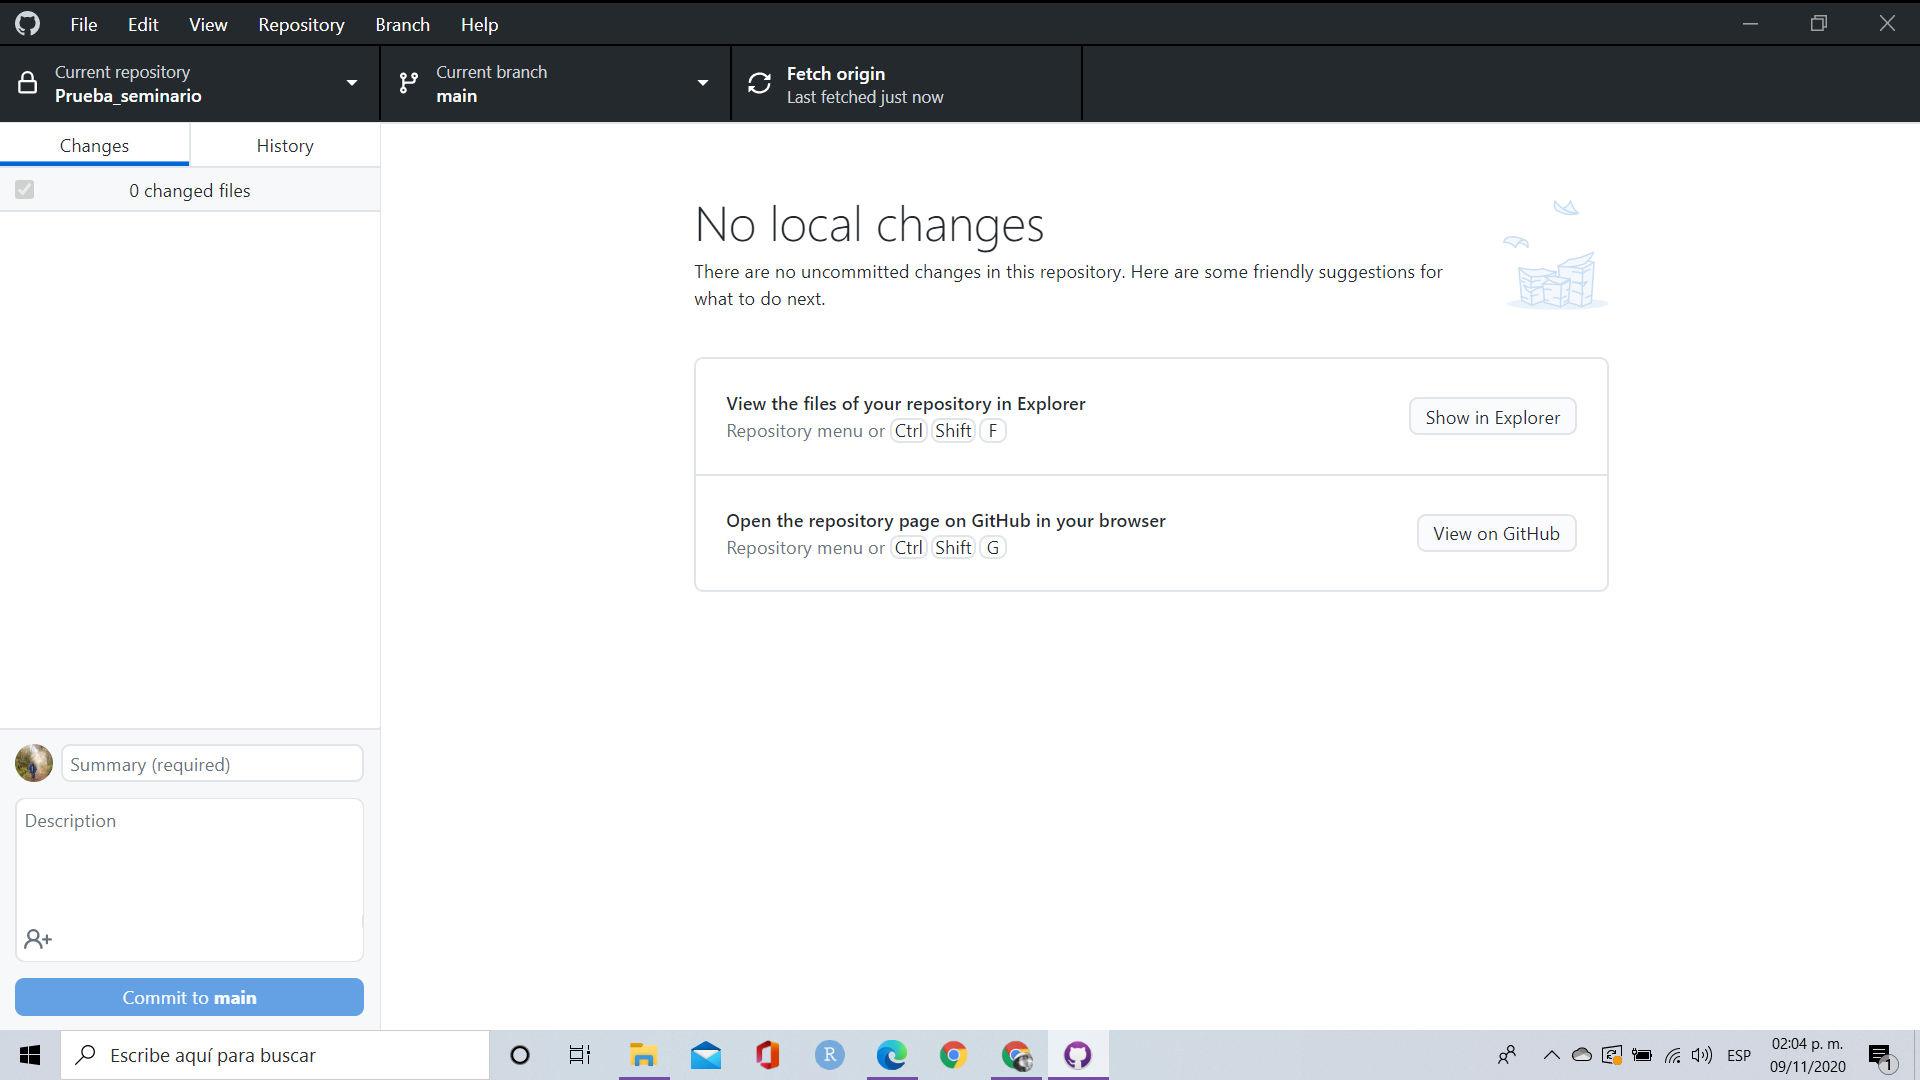 File Edit View Repository Branch Help
Current repository
Prueba_seminario
Current branch
main
Fetch origin
Last fetched just now
Changes History
0 changed files
No local changes
There are no uncommitted changes in this repository. Here are some friendly suggestions for
what to do next.
View the files of your repository in Explorer
Repository menu or Ctrl Shift F
Show in Explorer
Open the repository page on GitHub in your browser
Repository menu or Ctrl Shift G
View on GitHub
Summary (required)
Description
Commit to main
Escribe aquí para buscar
R
ESP
02:04 p. m.
09/11/2020
1